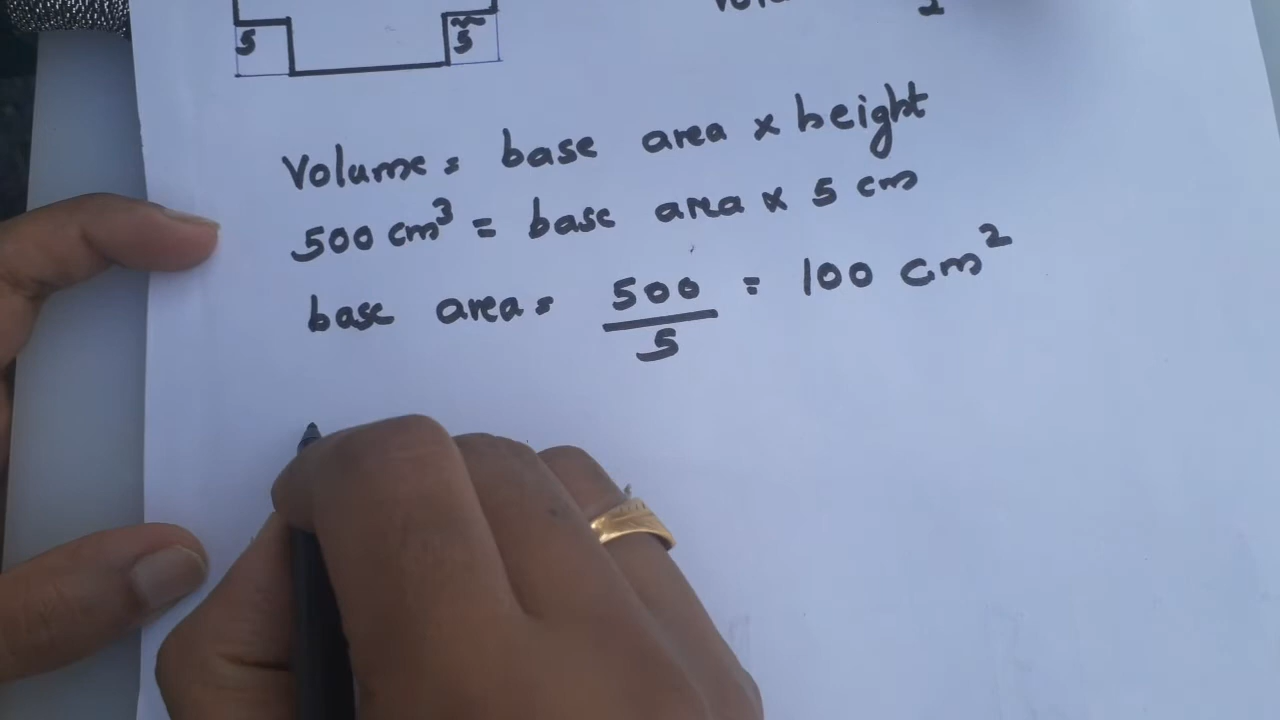 5 5
Volume = base area × height
500 cm³ = base area × 5 cm
base area = 500/5 = 100 cm²